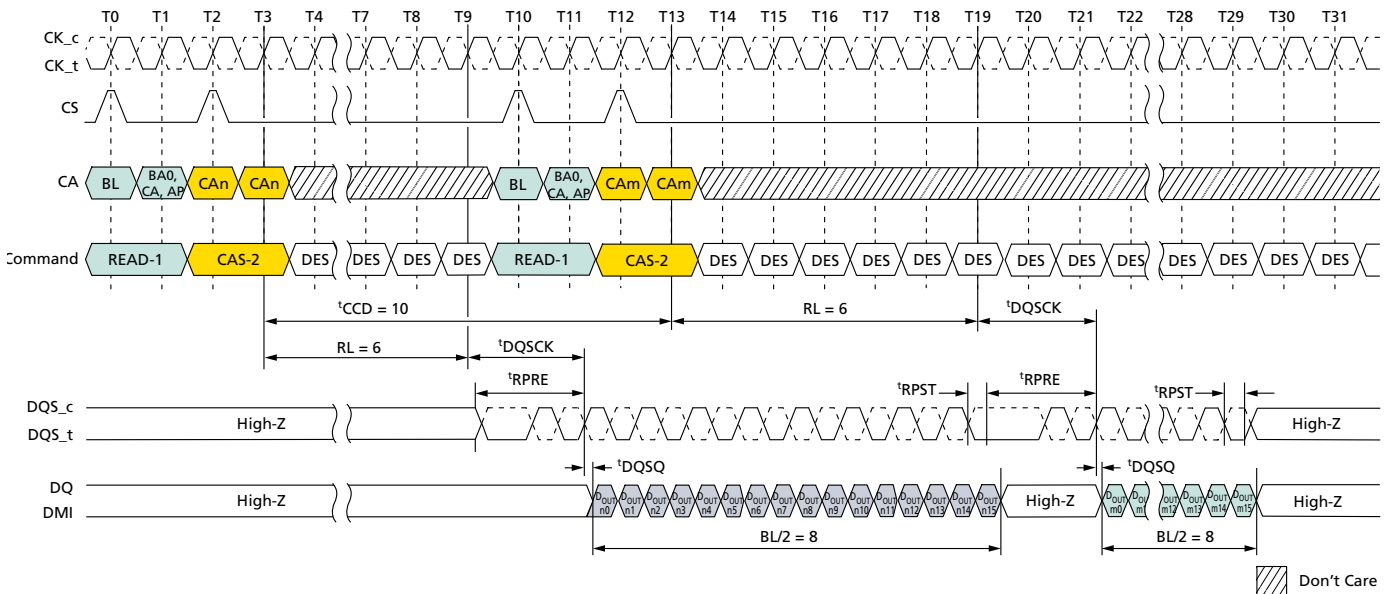 T0 T1 T2 T3 T4 T7 T8 T9 T10 T11 T12 T13 T14 T15 T16 T17 T18 T19 T20 T21 T22 T28 T29 T30 T31
CK_c
CK_t
CS
CA BL BA0, CA, AP CAn CAn BL BA0, CA, AP CAm CAm
Command READ-1 CAS-2 DES DES DES DES READ-1 CAS-2 DES DES DES DES DES DES DES DES DES DES DES DES DES
tCCD = 10 RL = 6 tDQSCK
RL = 6 tDQSCK
tRPRE tRPST tRPRE tRPST
DQS_c
DQS_t
High-Z High-Z
tDQSQ tDQSQ
DQ
DMI
High-Z DOUT n0 DOUT n1 DOUT n2 DOUT n3 DOUT n4 DOUT n5 DOUT n6 DOUT n7 DOUT n8 DOUT n9 DOUT n10 DOUT n11 DOUT n12 DOUT n13 DOUT n14 DOUT n15 High-Z DOUT m0 DOUT m1 DOUT m12 DOUT m13 DOUT m14 DOUT m15 High-Z
BL/2 = 8 BL/2 = 8
Don't Care